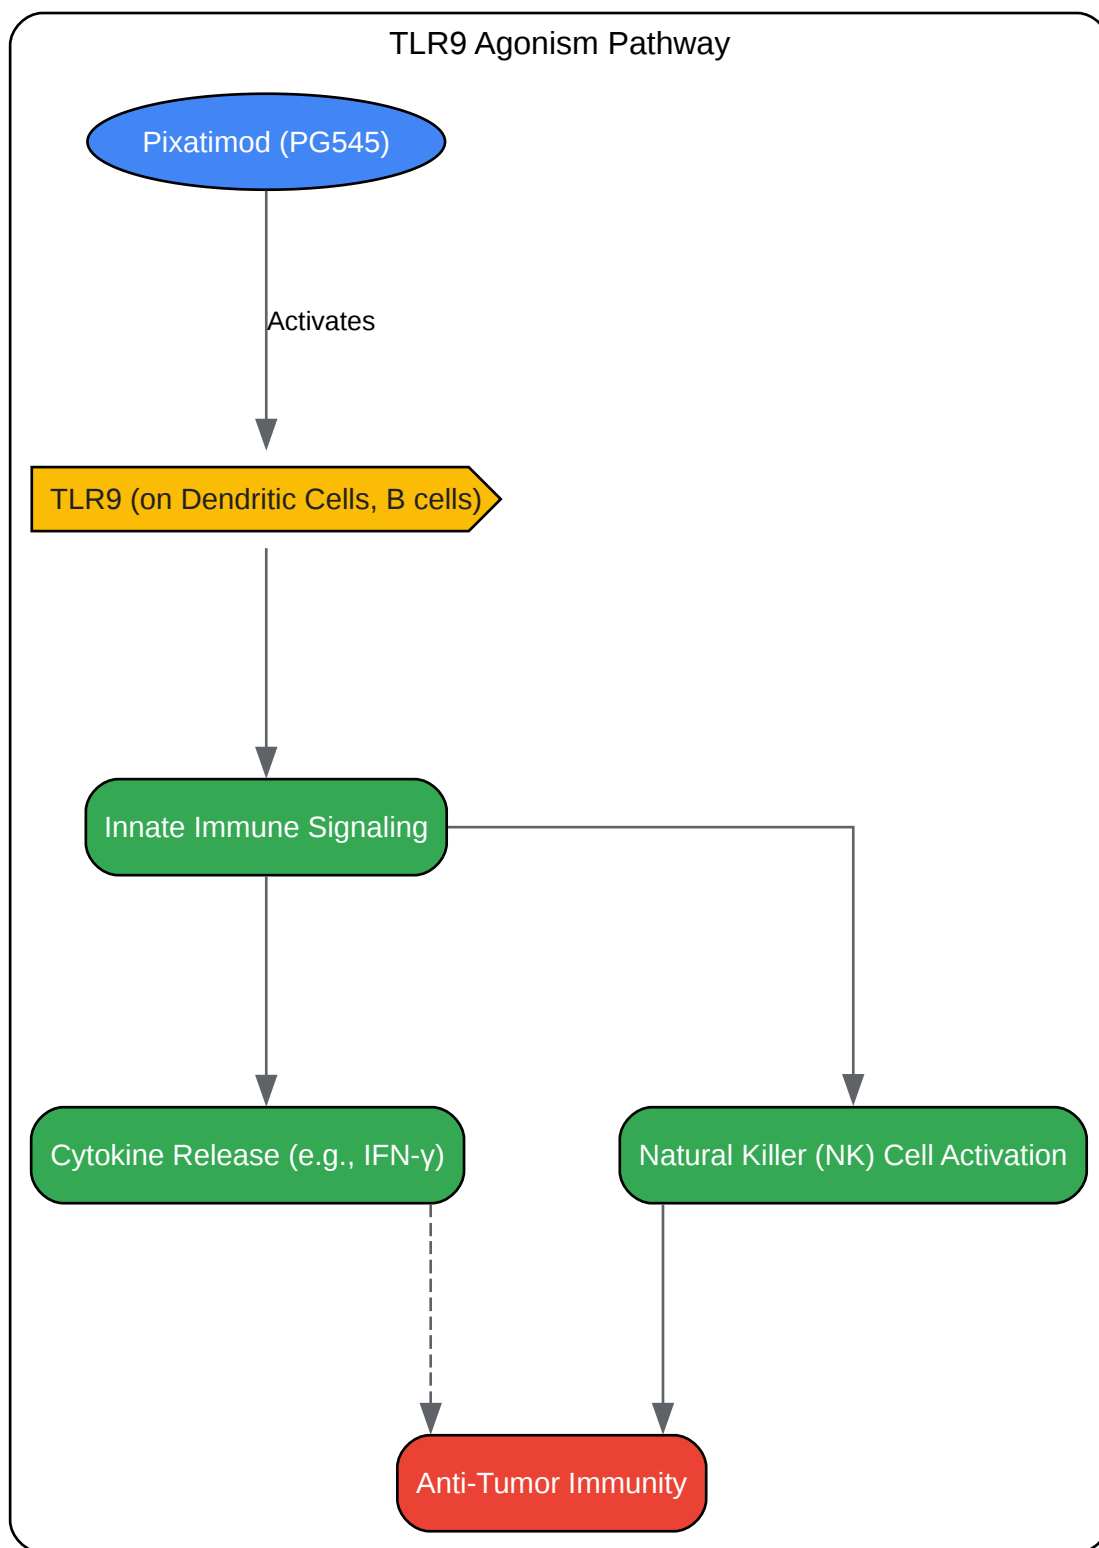 TLR9 Agonism Pathway
Pixatimod (PG545)
Activates
TLR9 (on Dendritic Cells, B cells)
Innate Immune Signaling
Cytokine Release (e.g., IFN-γ)
Natural Killer (NK) Cell Activation
Anti-Tumor Immunity